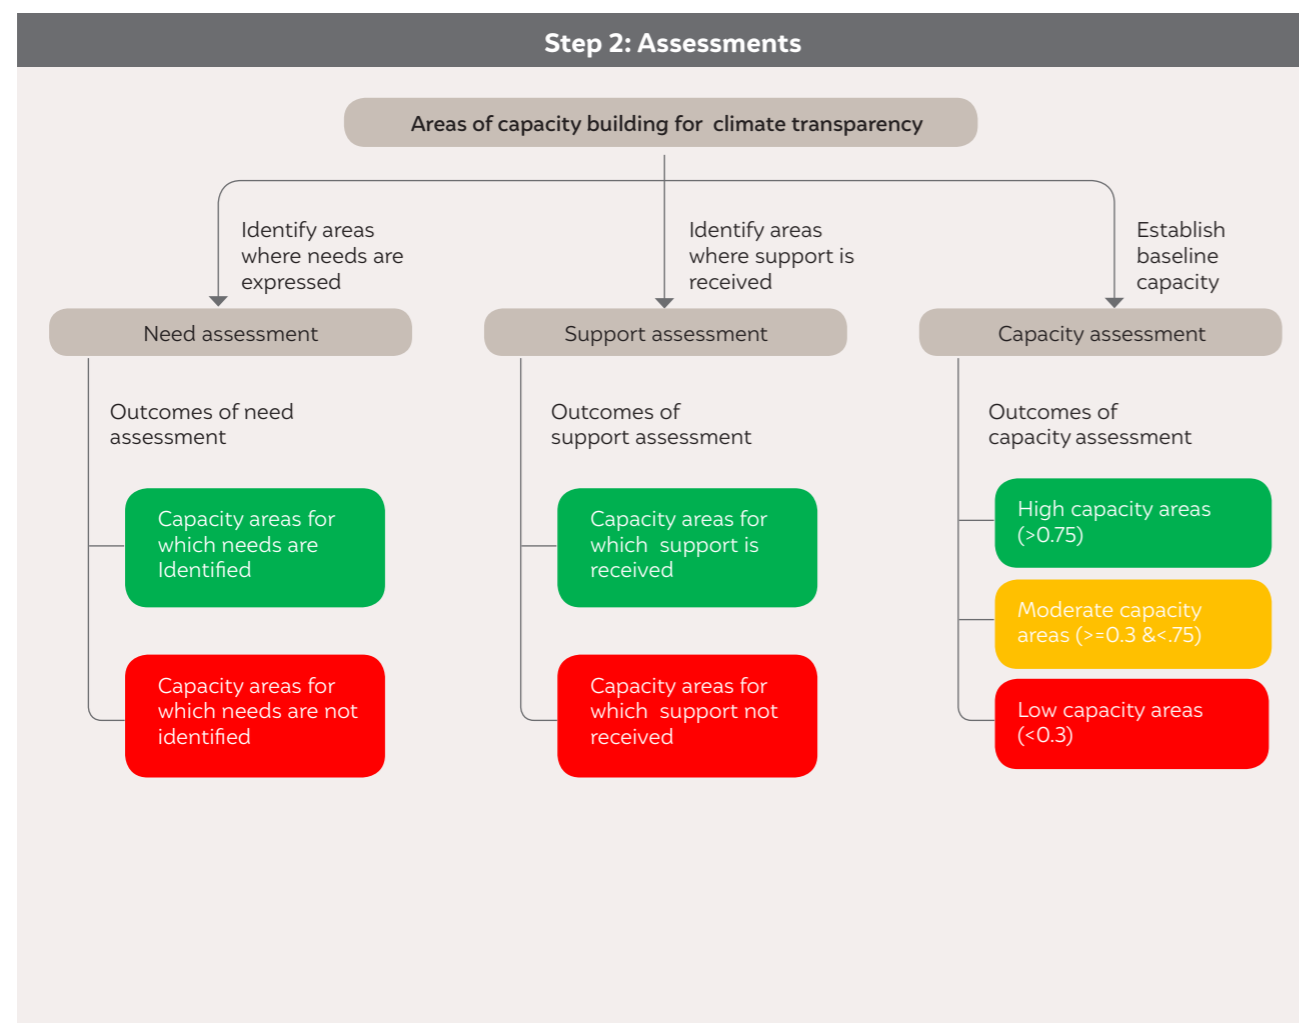 Step 2: Assessments
Areas of capacity building for climate transparency
Identify areas
where needs are
expressed
Identify areas
where support is
received
Establish
baseline
capacity
Need assessment
Support assessment
Capacity assessment
Outcomes of need
assessment
Outcomes of
support assessment
Outcomes of
capacity assessment
Capacity areas for
which needs are
Identified
Capacity areas for
which needs are not
identified
Capacity areas for
which support is
received
Capacity areas for
which support not
received
High capacity areas
(>0.75)
Moderate capacity
areas (>=0.3 &<.75)
Low capacity areas
(<0.3)